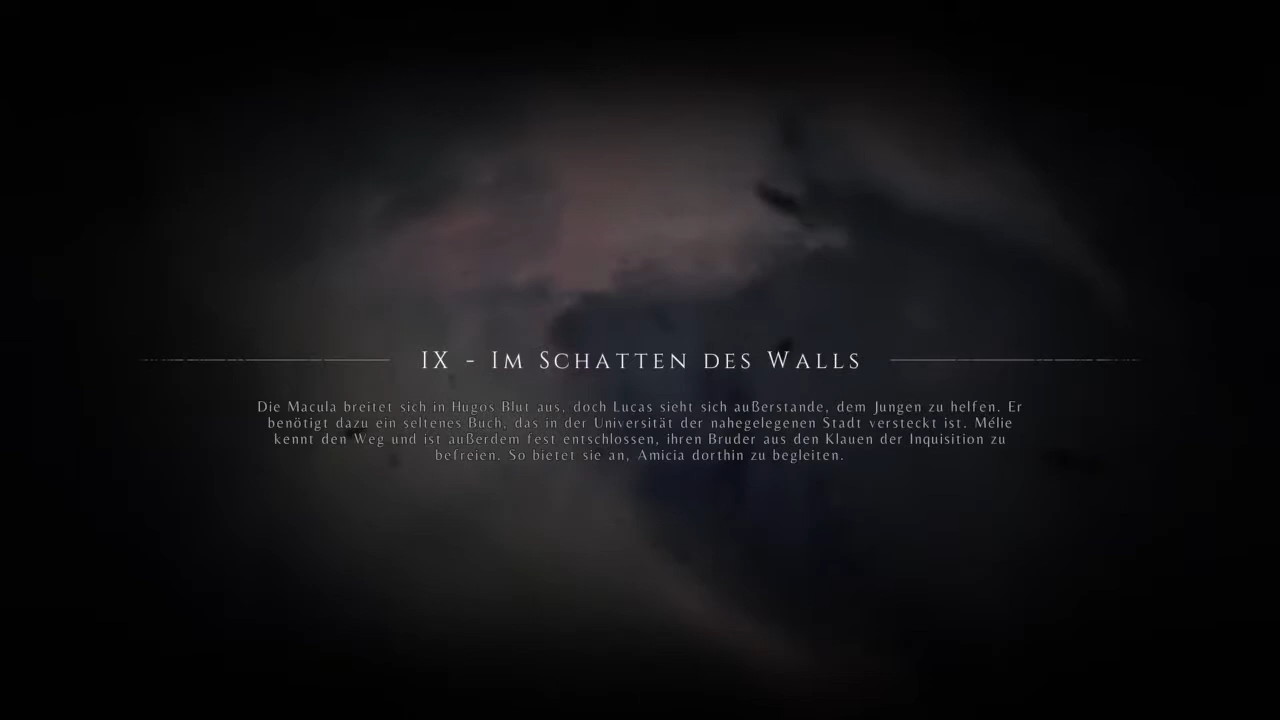 IX - Im Schatten des Walls
Die Macula breitet sich in Hugos Blut aus, doch Lucas sieht sich außerstande, dem Jungen zu helfen. Er
benötigt dazu ein seltenes Buch, das in der Universität der nahegelegenen Stadt versteckt ist. Mélie
kennt den Weg und ist außerdem fest entschlossen, ihren Bruder aus den Klauen der Inquisition zu
befreien. So bietet sie an, Amicia dorthin zu begleiten.